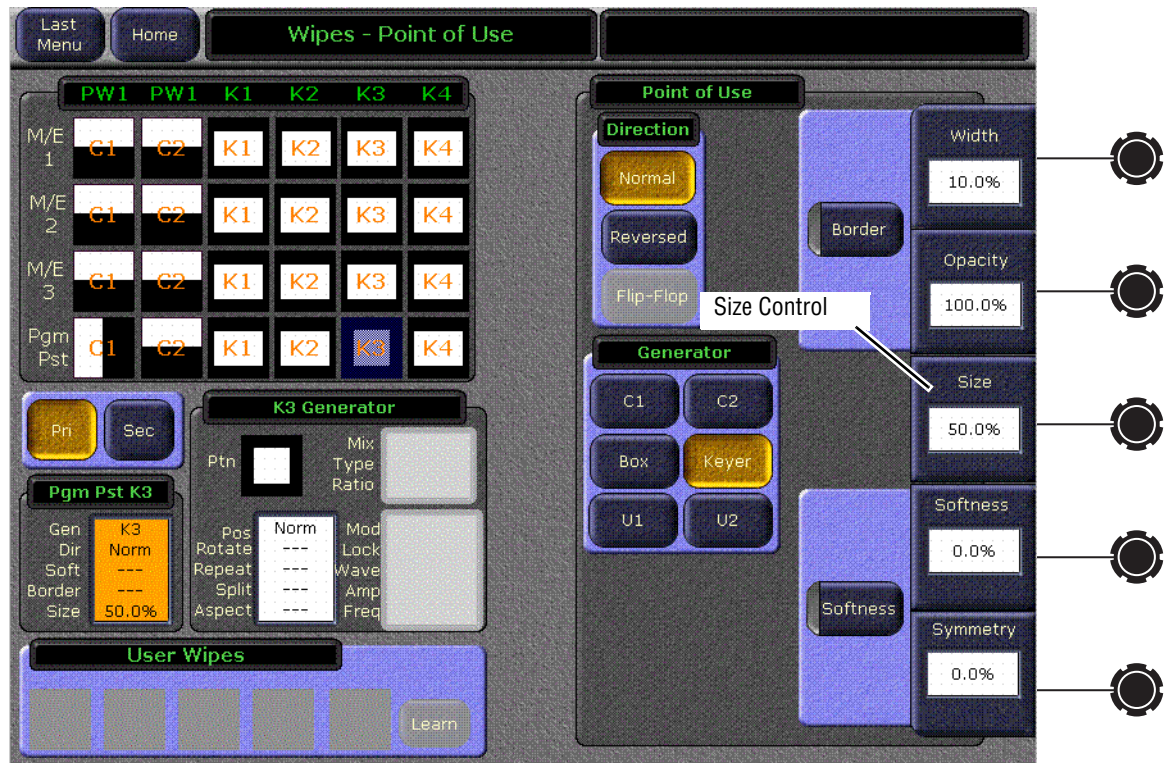 Last Menu
Home
Wipes - Point of Use
PW1 PW1 K1 K2 K3 K4
M/E 1
C1 C2 K1 K2 K3 K4
M/E 2
C1 C2 K1 K2 K3 K4
M/E 3
C1 C2 K1 K2 K3 K4
Pgm Pst
C1 C2 K1 K2 K3 K4
Pri
Sec
Pgm Pst K3
Gen K3
Dir Norm
Soft ---
Border ---
Size 50.0%
K3 Generator
Ptn
Mix
Type
Ratio
Pos Norm
Rotate ---
Repeat ---
Split ---
Aspect ---
Mod
Lock
Wave
Amp
Freq
User Wipes
Learn
Point of Use
Direction
Normal
Reversed
Flip-Flop
Generator
C1
C2
Box
Keyer
U1
U2
Border
Width
10.0%
Opacity
100.0%
Size Control
Size
50.0%
Softness
Softness
0.0%
Symmetry
0.0%